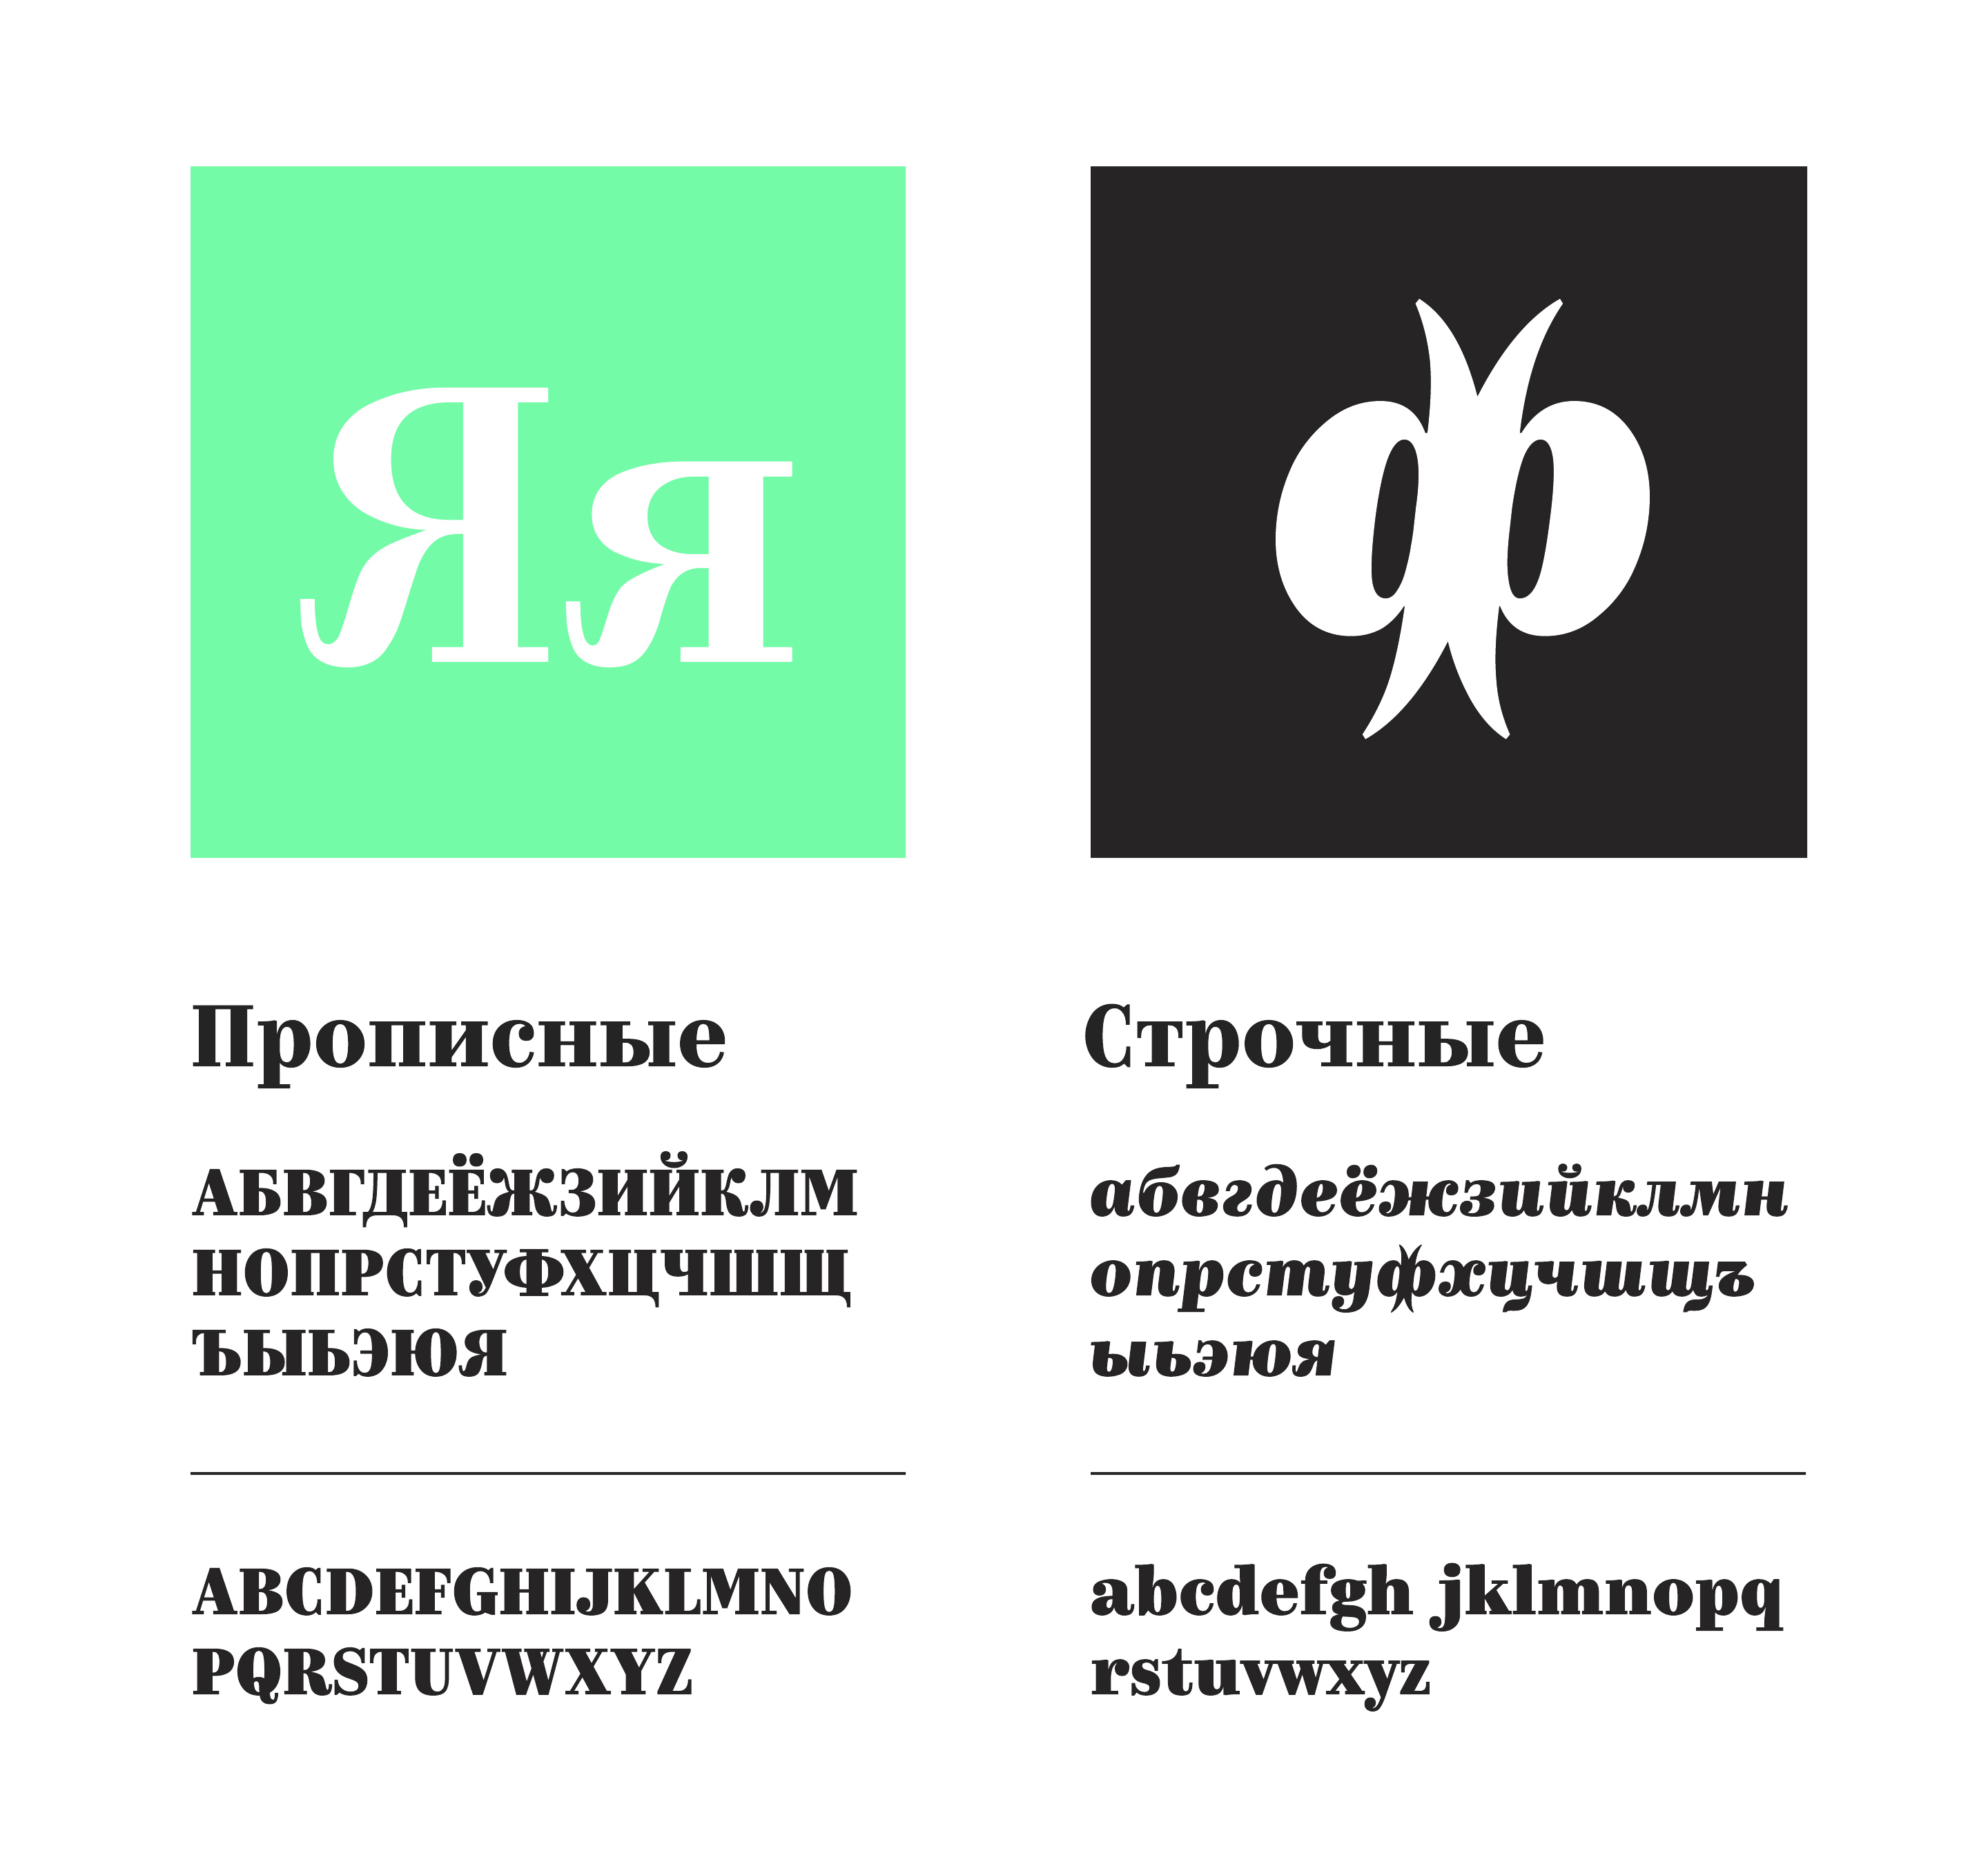 Яя
ф
Прописные
АБВГДЕЁЖЗИЙКЛМ
НОПРСТУФХЦЧШЩ
ЪЫЬЭЮЯ
ABCDEFGHIJKLMNO
PQRSTUVWXYZ
Строчные
абвгдеёжзийклмн
опрстуфхцчшщъ
ыьэюя
abcdefgh jklmnopq
rstuvwxyz